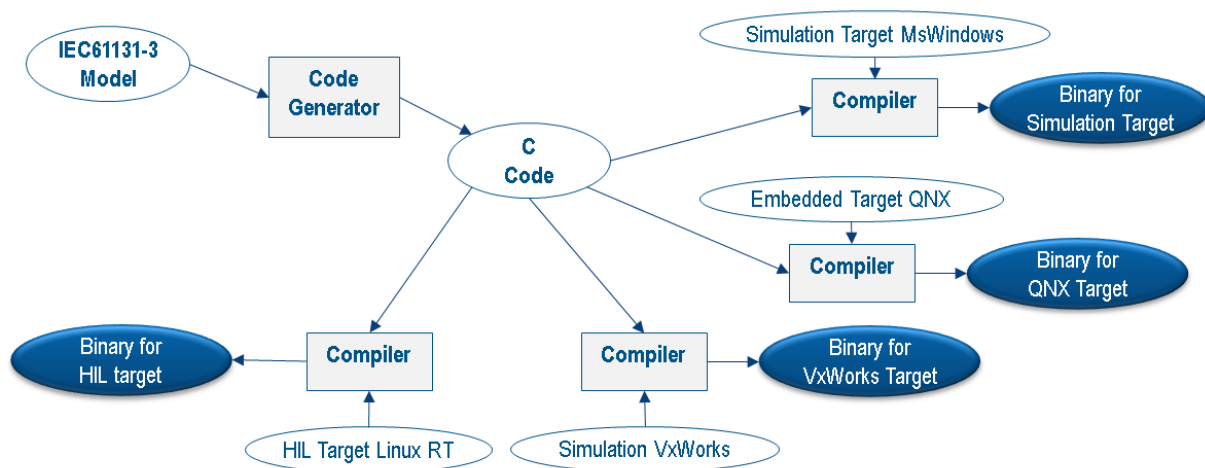 IEC61131-3
Model
Code
Generator
C
Code
Simulation Target MsWindows
Compiler
Binary for
Simulation Target
Embedded Target QNX
Compiler
Binary for
QNX Target
Binary for
HIL target
Compiler
HIL Target Linux RT
Compiler
Simulation VxWorks
Binary for
VxWorks Target